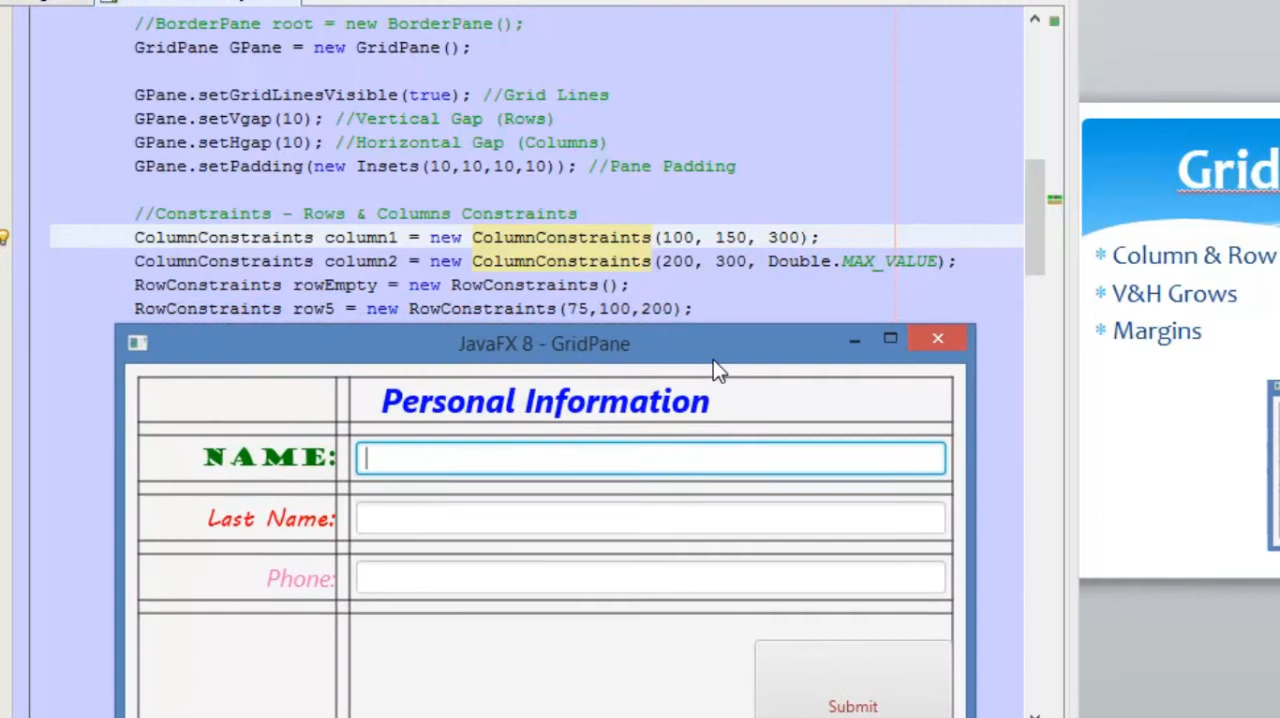 //BorderPane root = new BorderPane();
GridPane GPane = new GridPane();
GPane.setGridLinesVisible(true); //Grid Lines
GPane.setVgap(10); //Vertical Gap (Rows)
GPane.setHgap(10); //Horizontal Gap (Columns)
GPane.setPadding(new Insets(10,10,10,10)); //Pane Padding
//Constraints - Rows & Columns Constraints
ColumnConstraints column1 = new ColumnConstraints(100, 150, 300);
ColumnConstraints column2 = new ColumnConstraints(200, 300, Double.MAX_VALUE);
RowConstraints rowEmpty = new RowConstraints();
RowConstraints row5 = new RowConstraints(75,100,200);
JavaFX 8 - GridPane
Personal Information
NAME:
Last Name:
Phone:
Submit
Grid
* Column & Row
* V&H Grows
* Margins